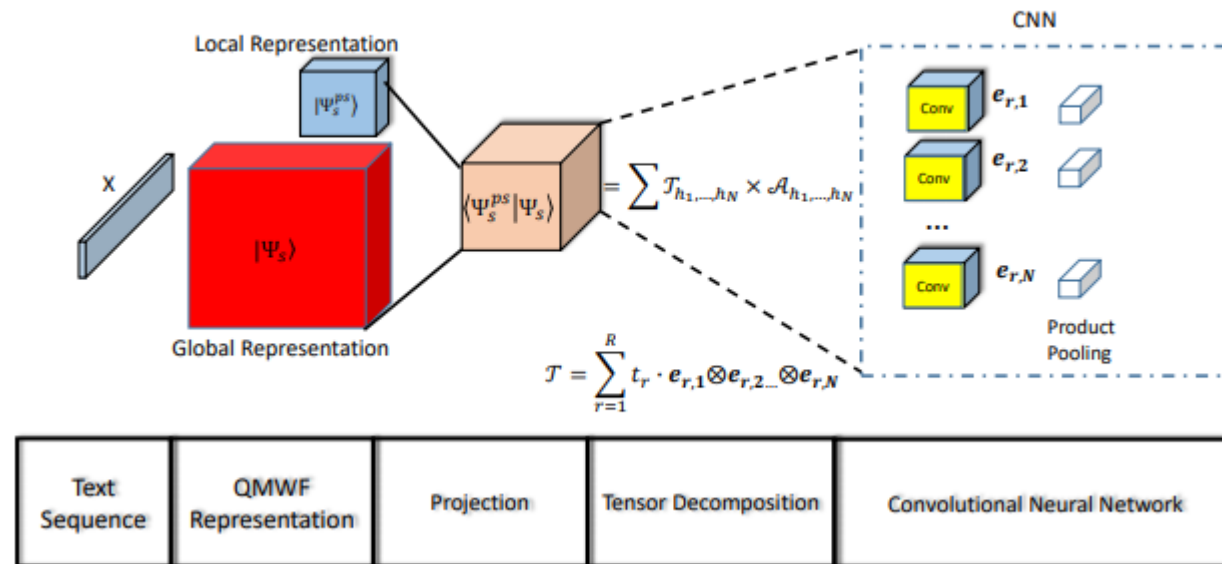 CNN
Local Representation
|Ψ_s^{ps}⟩
X
|Ψ_s⟩
Global Representation
⟨Ψ_s^{ps}|Ψ_s⟩
= ∑ 𝒯_{h_1,…,h_N} × 𝒜_{h_1,…,h_N}
𝒯 = ∑_{r=1}^{R} t_r · e_{r,1}⊗e_{r,2}…⊗e_{r,N}
Conv
e_{r,1}
Conv
e_{r,2}
...
Conv
e_{r,N}
Product
Pooling
Text
Sequence
QMWF
Representation
Projection
Tensor Decomposition
Convolutional Neural Network